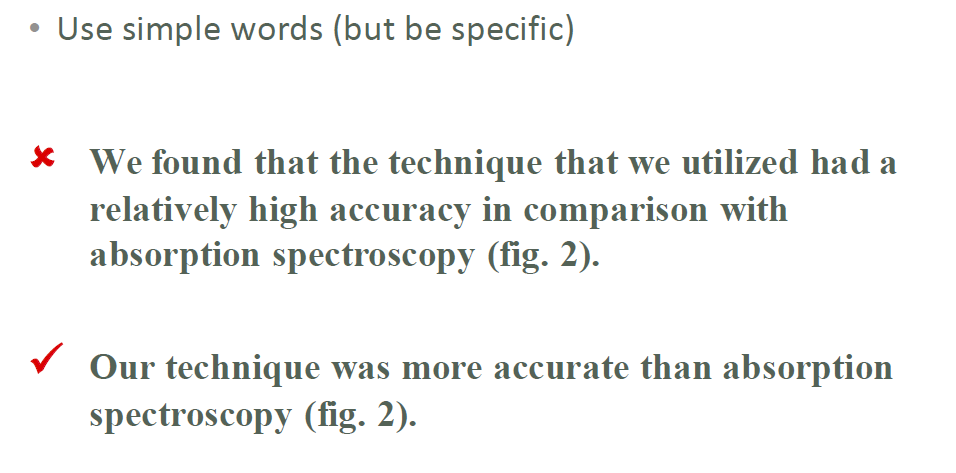 • Use simple words (but be specific)
✘ We found that the technique that we utilized had a
relatively high accuracy in comparison with
absorption spectroscopy (fig. 2).
✓ Our technique was more accurate than absorption
spectroscopy (fig. 2).